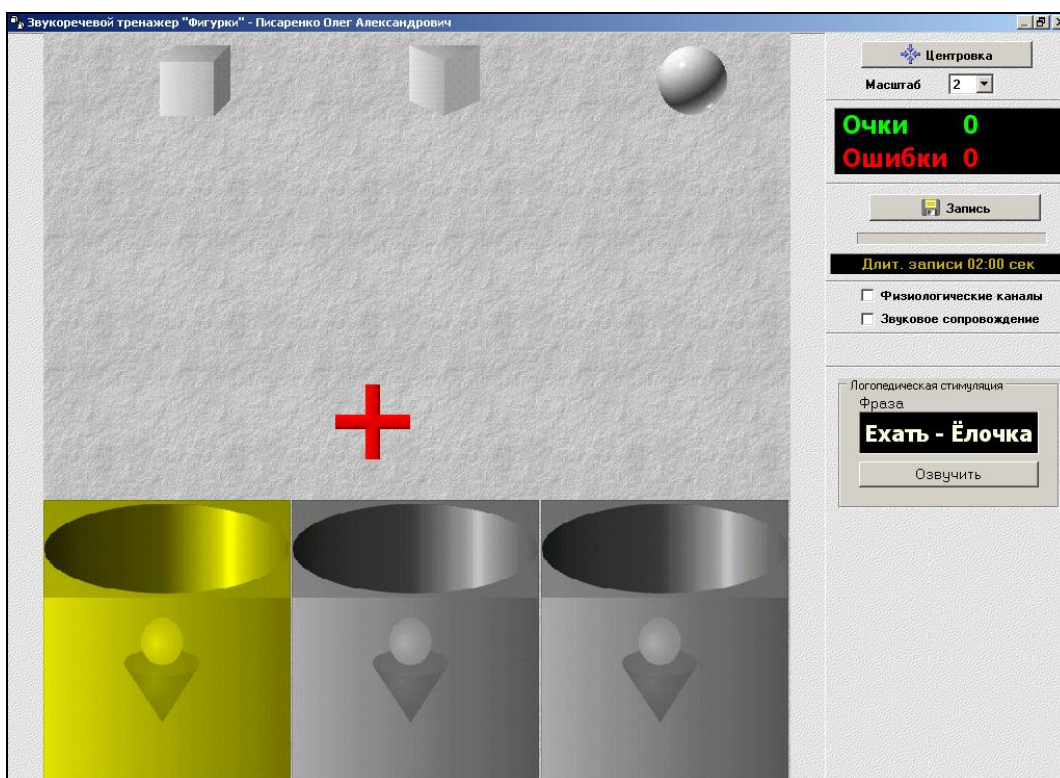 Звукоречевой тренажер "Фигурки" - Писаренко Олег Александрович
Центровка
Масштаб 2
Очки 0
Ошибки 0
Запись
Длит. записи 02:00 сек
Физиологические каналы
Звуковое сопровождение
Логопедическая стимуляция
Фраза
Ехать - Ёлочка
Озвучить